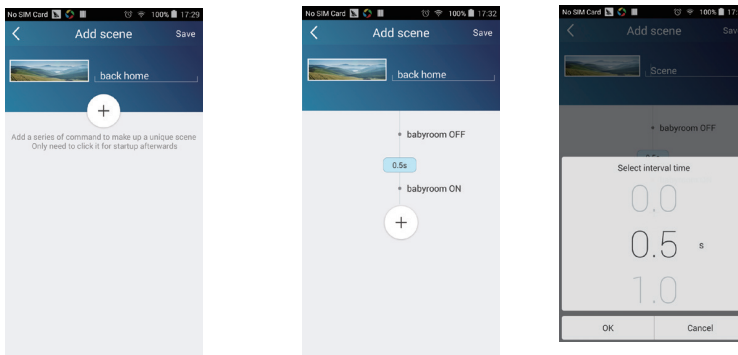 No SIM Card 100% 17:29
Add scene Save
back home
Add a series of command to make up a unique scene
Only need to click it for startup afterwards
No SIM Card 100% 17:32
Add scene Save
back home
babyroom OFF
0.5s
babyroom ON
No SIM Card 100%
Add scene
Scene
babyroom OFF
Select interval time
0.0
0.5 s
1.0
OK Cancel